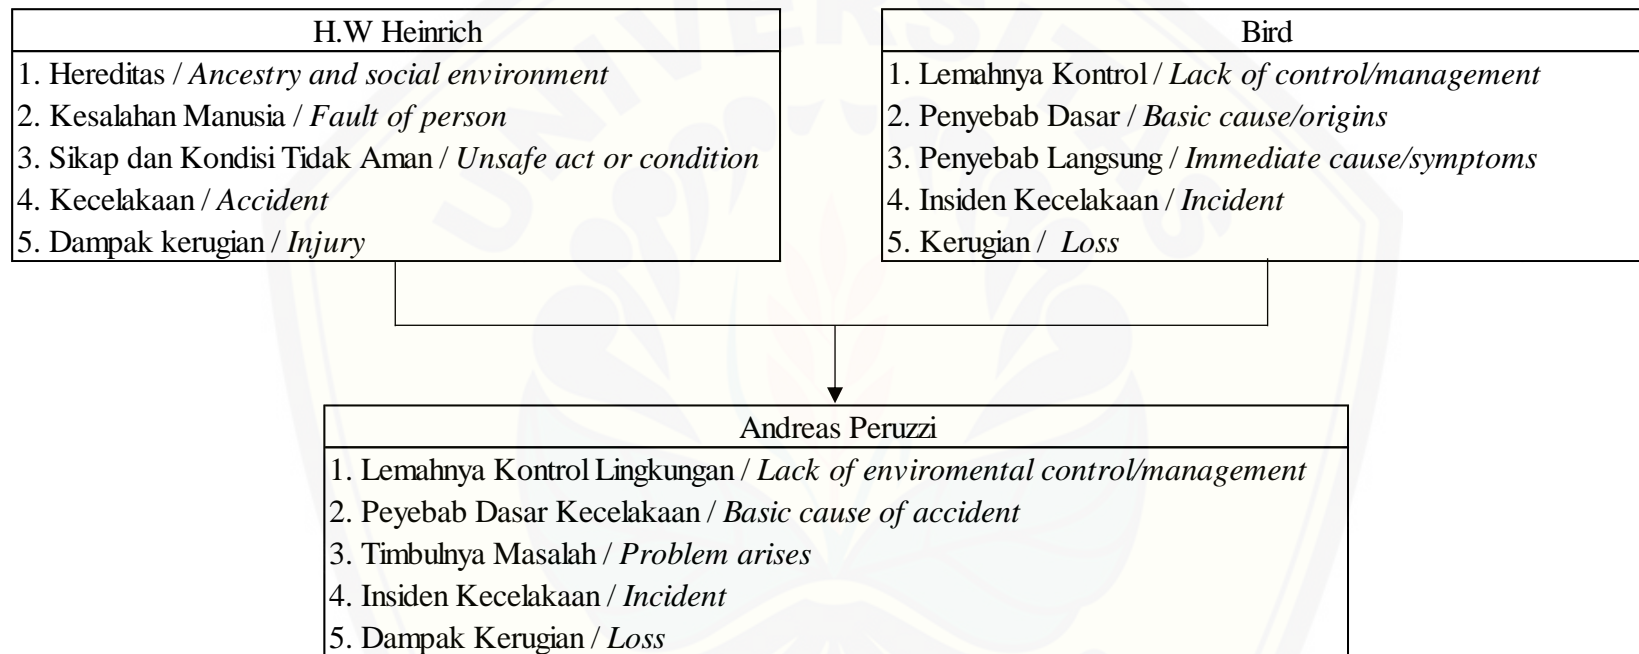 H.W Heinrich
1. Hereditas / Ancestry and social environment
2. Kesalahan Manusia / Fault of person
3. Sikap dan Kondisi Tidak Aman / Unsafe act or condition
4. Kecelakaan / Accident
5. Dampak kerugian / Injury
Bird
1. Lemahnya Kontrol / Lack of control/management
2. Penyebab Dasar / Basic cause/origins
3. Penyebab Langsung / Immediate cause/symptoms
4. Insiden Kecelakaan / Incident
5. Kerugian / Loss
Andreas Peruzzi
1. Lemahnya Kontrol Lingkungan / Lack of enviromental control/management
2. Peyebab Dasar Kecelakaan / Basic cause of accident
3. Timbulnya Masalah / Problem arises
4. Insiden Kecelakaan / Incident
5. Dampak Kerugian / Loss
UNIVERSITAS